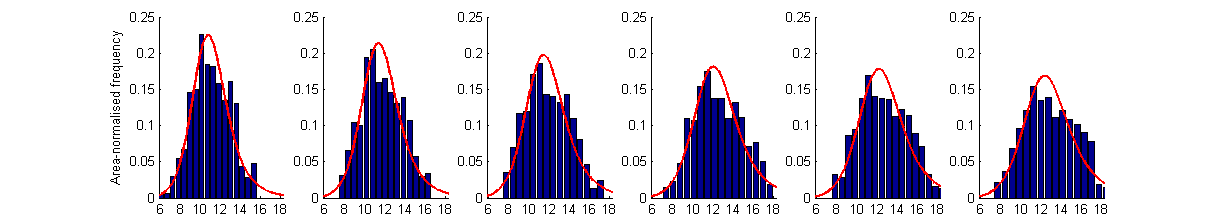 Area-normalised frequency
0.25 0.25 0.25 0.25 0.25 0.25
0.2 0.2 0.2 0.2 0.2 0.2
0.15 0.15 0.15 0.15 0.15 0.15
0.1 0.1 0.1 0.1 0.1 0.1
0.05 0.05 0.05 0.05 0.05 0.05
0 0 0 0 0 0
6 8 10 12 14 16 18 6 8 10 12 14 16 18 6 8 10 12 14 16 18 6 8 10 12 14 16 18 6 8 10 12 14 16 18 6 8 10 12 14 16 18